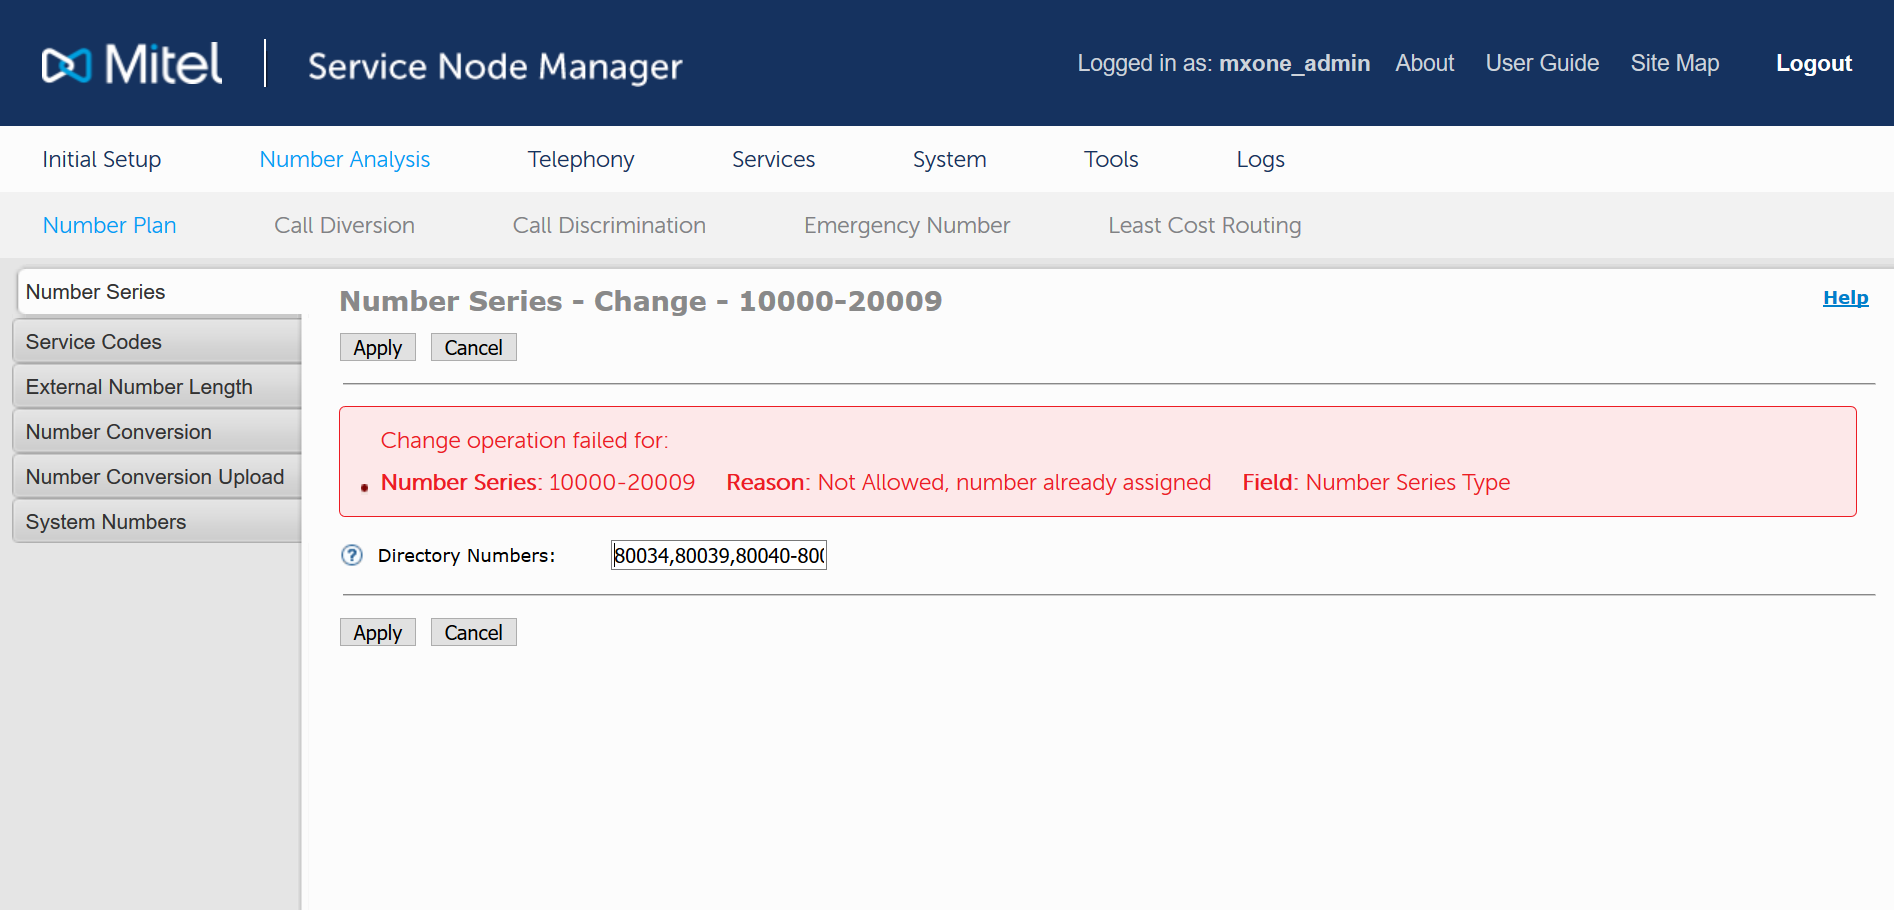 Mitel | Service Node Manager
Logged in as: mxone_admin About User Guide Site Map Logout
Initial Setup Number Analysis Telephony Services System Tools Logs
Number Plan Call Diversion Call Discrimination Emergency Number Least Cost Routing
Number Series
Service Codes
External Number Length
Number Conversion
Number Conversion Upload
System Numbers
Number Series - Change - 10000-20009
Help
Apply Cancel
Change operation failed for:
Number Series: 10000-20009 Reason: Not Allowed, number already assigned Field: Number Series Type
? Directory Numbers: 80034,80039,80040-800
Apply Cancel